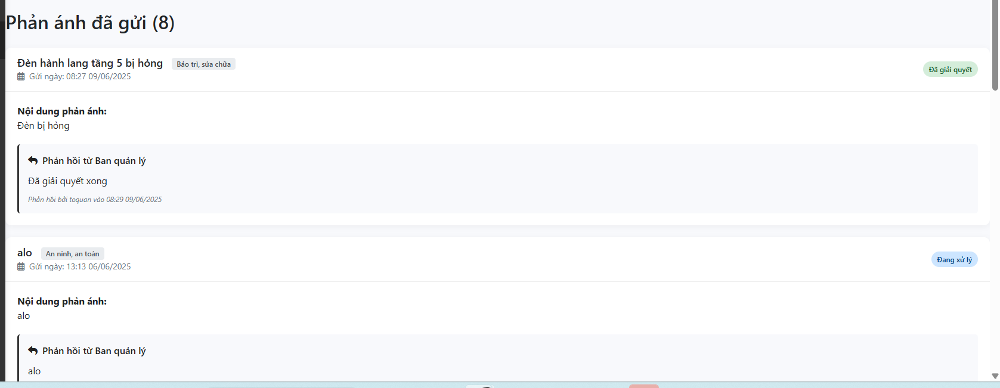 Phản ánh đã gửi (8)
Đèn hành lang tầng 5 bị hỏng Bảo trì, sửa chữa
Gửi ngày: 08:27 09/06/2025
Đã giải quyết
Nội dung phản ánh:
Đèn bị hỏng
Phản hồi từ Ban quản lý
Đã giải quyết xong
Phản hồi bởi toquan vào 08:29 09/06/2025
alo An ninh, an toàn
Gửi ngày: 13:13 06/06/2025
Đang xử lý
Nội dung phản ánh:
alo
Phản hồi từ Ban quản lý
alo